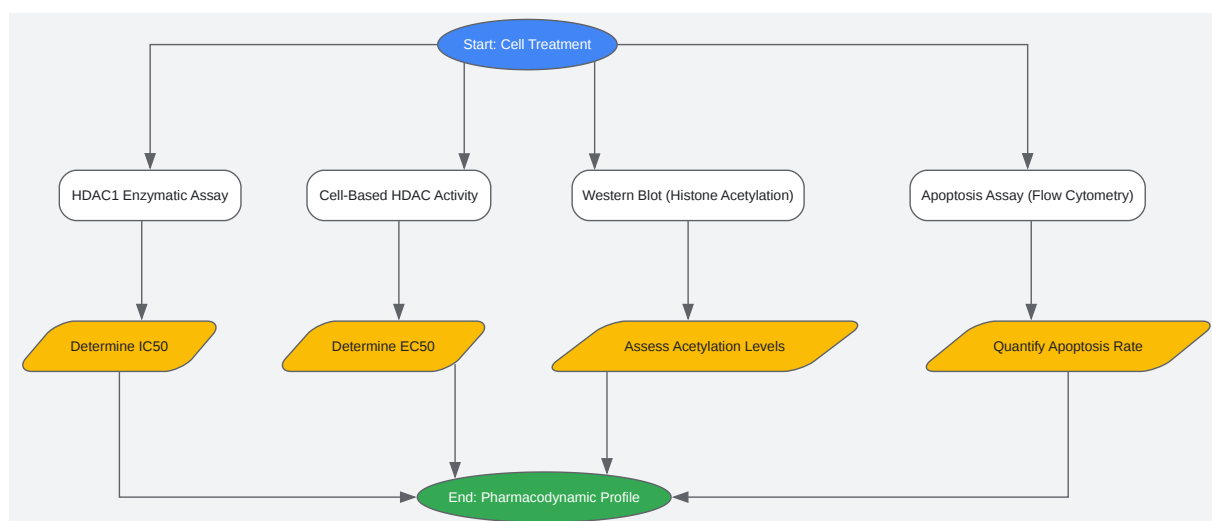 Start: Cell Treatment
HDAC1 Enzymatic Assay
Cell-Based HDAC Activity
Western Blot (Histone Acetylation)
Apoptosis Assay (Flow Cytometry)
Determine IC50
Determine EC50
Assess Acetylation Levels
Quantify Apoptosis Rate
End: Pharmacodynamic Profile